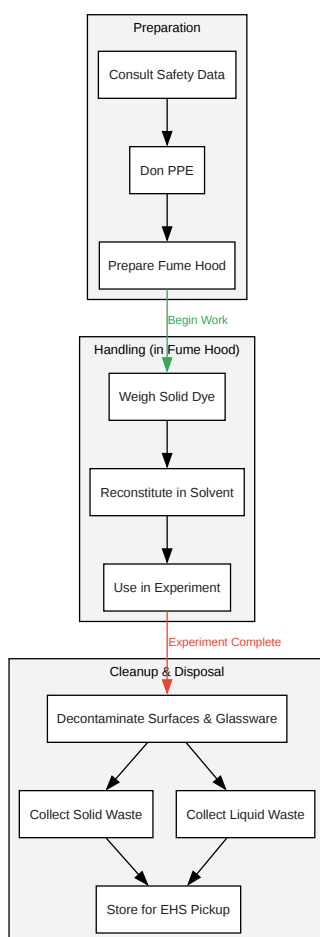 Preparation
Consult Safety Data
Don PPE
Prepare Fume Hood
Begin Work
Handling (in Fume Hood)
Weigh Solid Dye
Reconstitute in Solvent
Use in Experiment
Experiment Complete
Cleanup & Disposal
Decontaminate Surfaces & Glassware
Collect Solid Waste
Collect Liquid Waste
Store for EHS Pickup